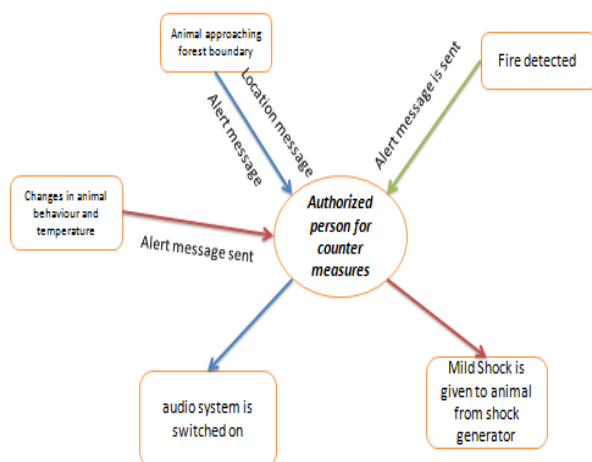 Animal approaching
forest boundary
Fire detected
Location message
Alert message
Alert message is sent
Changes in animal
behaviour and
temperature
Alert message sent
Authorized
person for
counter
measures
audio system is
switched on
Mild Shock is
given to animal
from shock
generator